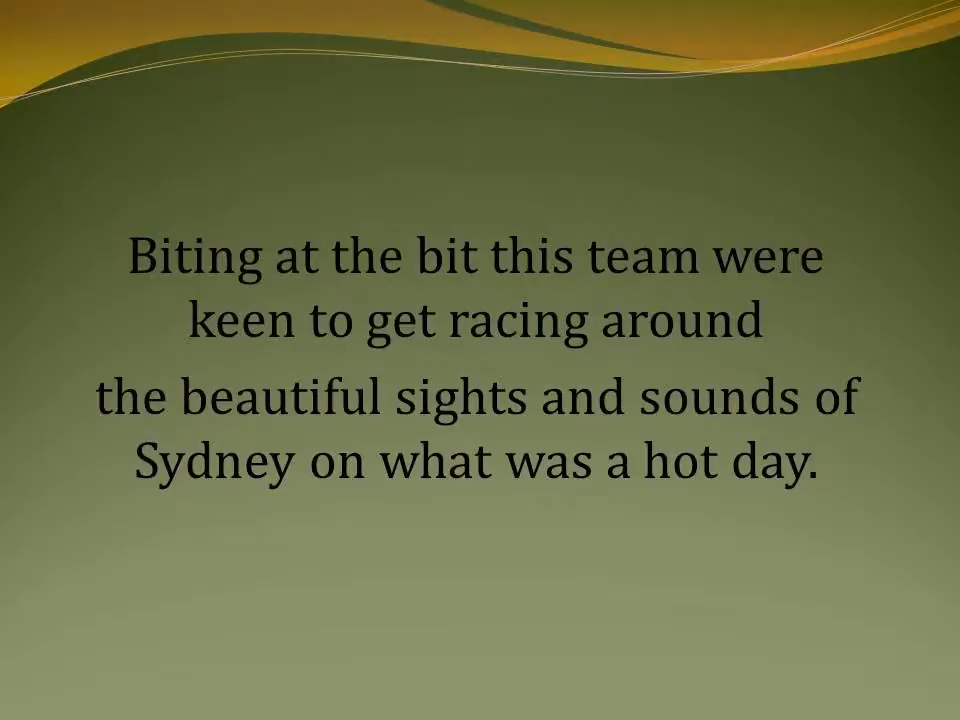 Biting at the bit this team were
keen to get racing around
the beautiful sights and sounds of
Sydney on what was a hot day.